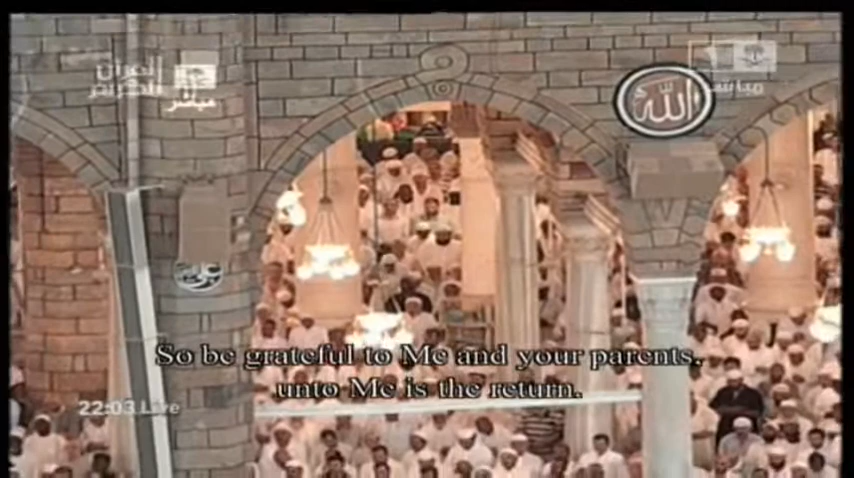 القرآن
الكريم
مباشر
مباشر
الله
So be grateful to Me and your parents.
unto Me is the return.
22:03 Live